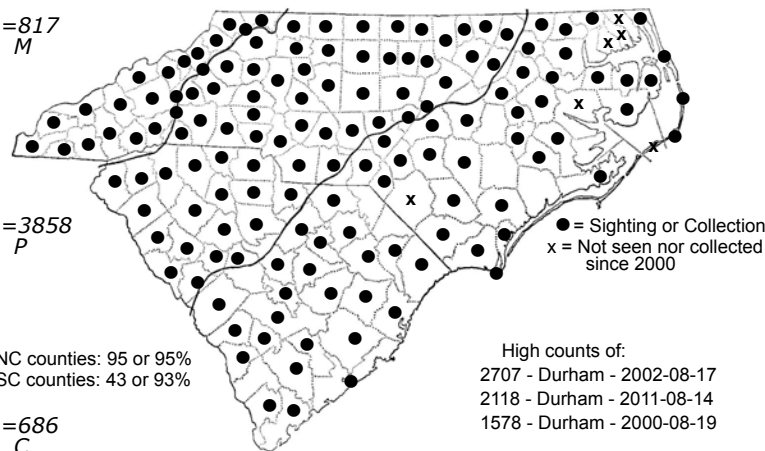 =817
M
=3858
P
● = Sighting or Collection
x = Not seen nor collected
since 2000
NC counties: 95 or 95%
SC counties: 43 or 93%
High counts of:
2707 - Durham - 2002-08-17
2118 - Durham - 2011-08-14
1578 - Durham - 2000-08-19
=686
C